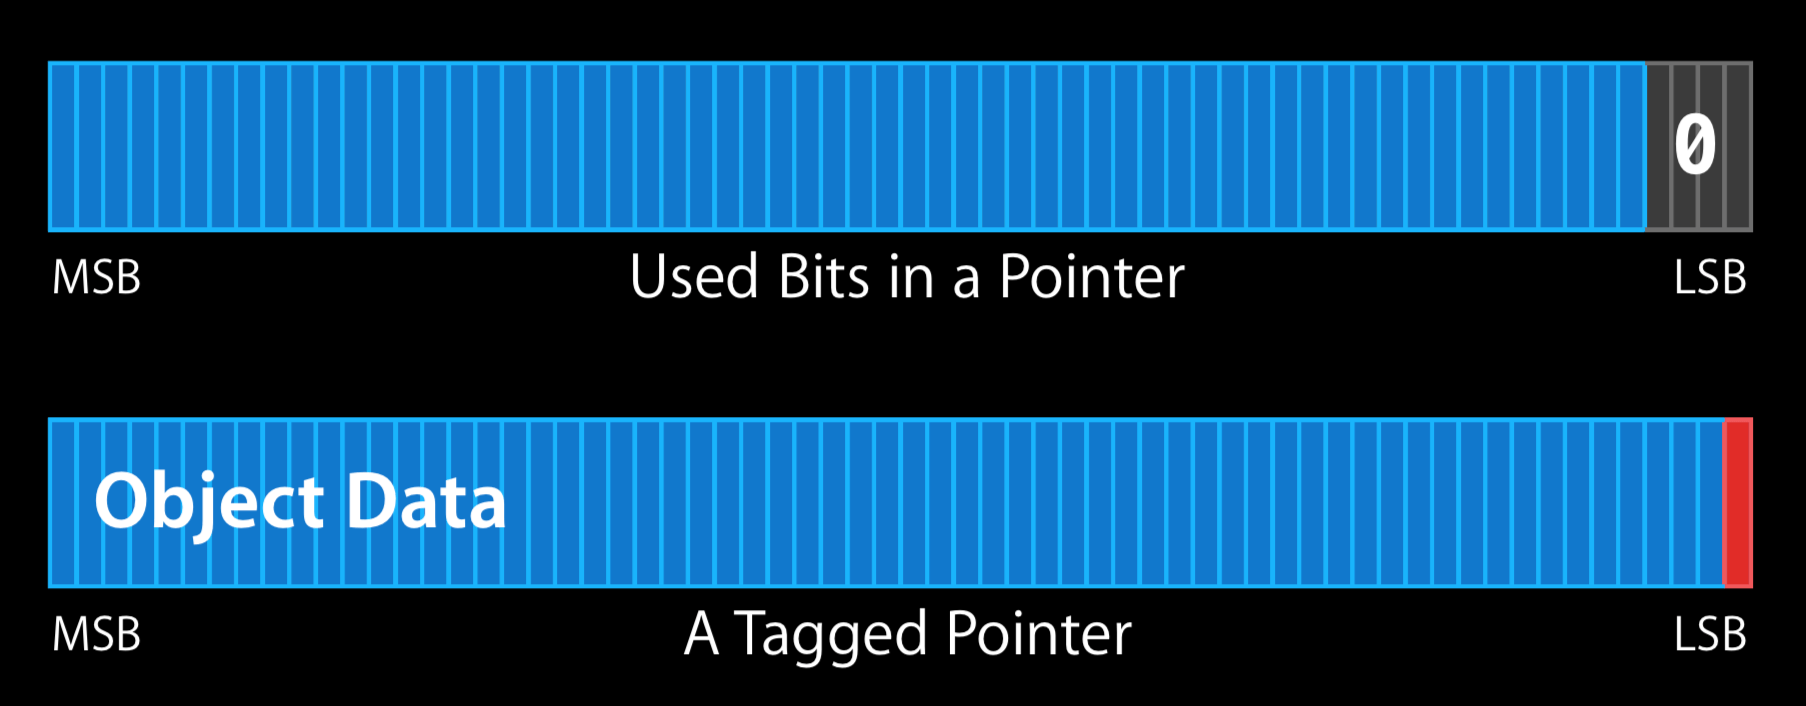 0
MSB
Used Bits in a Pointer
LSB
Object Data
MSB
A Tagged Pointer
LSB